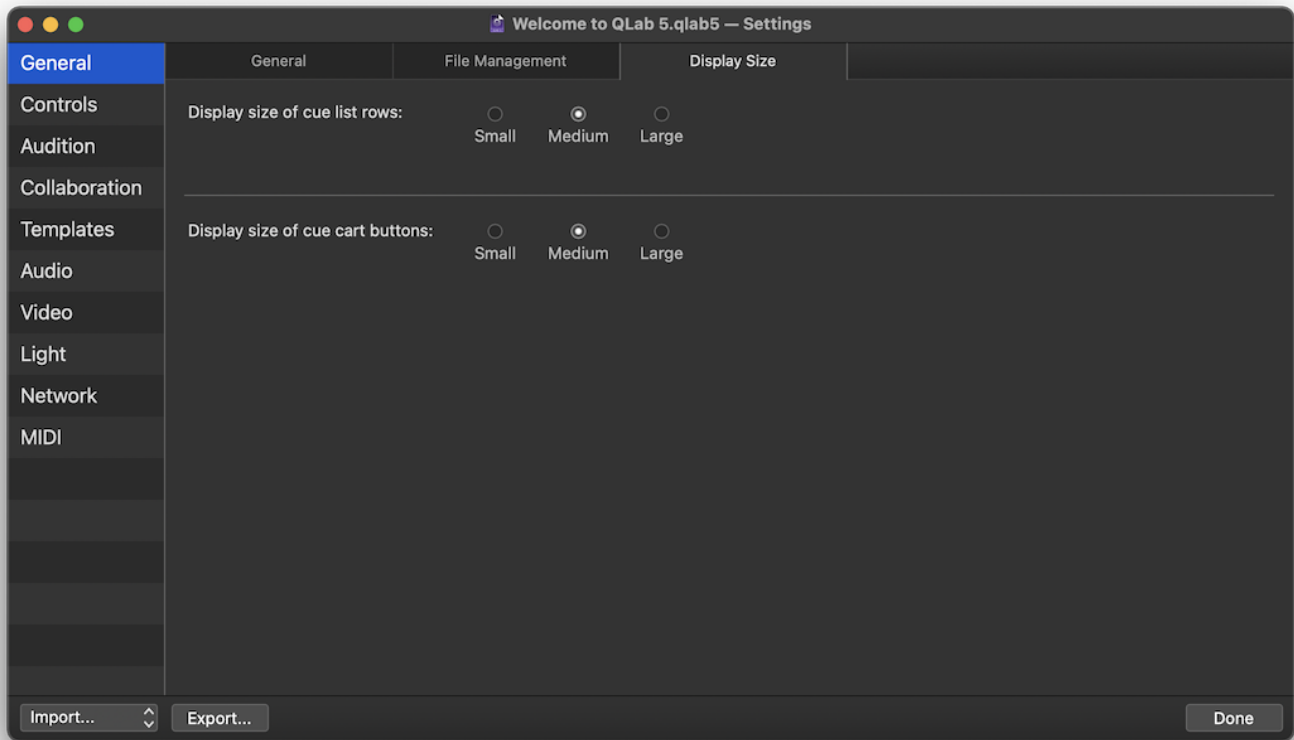 Welcome to QLab 5.qlab5 — Settings
General
Controls
Audition
Collaboration
Templates
Audio
Video
Light
Network
MIDI
General File Management Display Size
Display size of cue list rows:
Small Medium Large
Display size of cue cart buttons:
Small Medium Large
Import... Export... Done